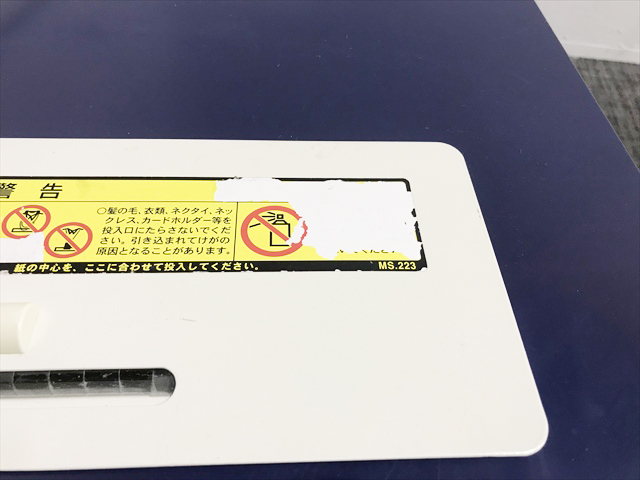 警告
○髪の毛、衣類、ネクタイ、ネッ
クレス、カードホルダー等を
投入口にたらさないでくだ
さい。引き込まれてけがの
原因となることがあります。
紙の中心を、ここに合わせて投入してください。
MS.223